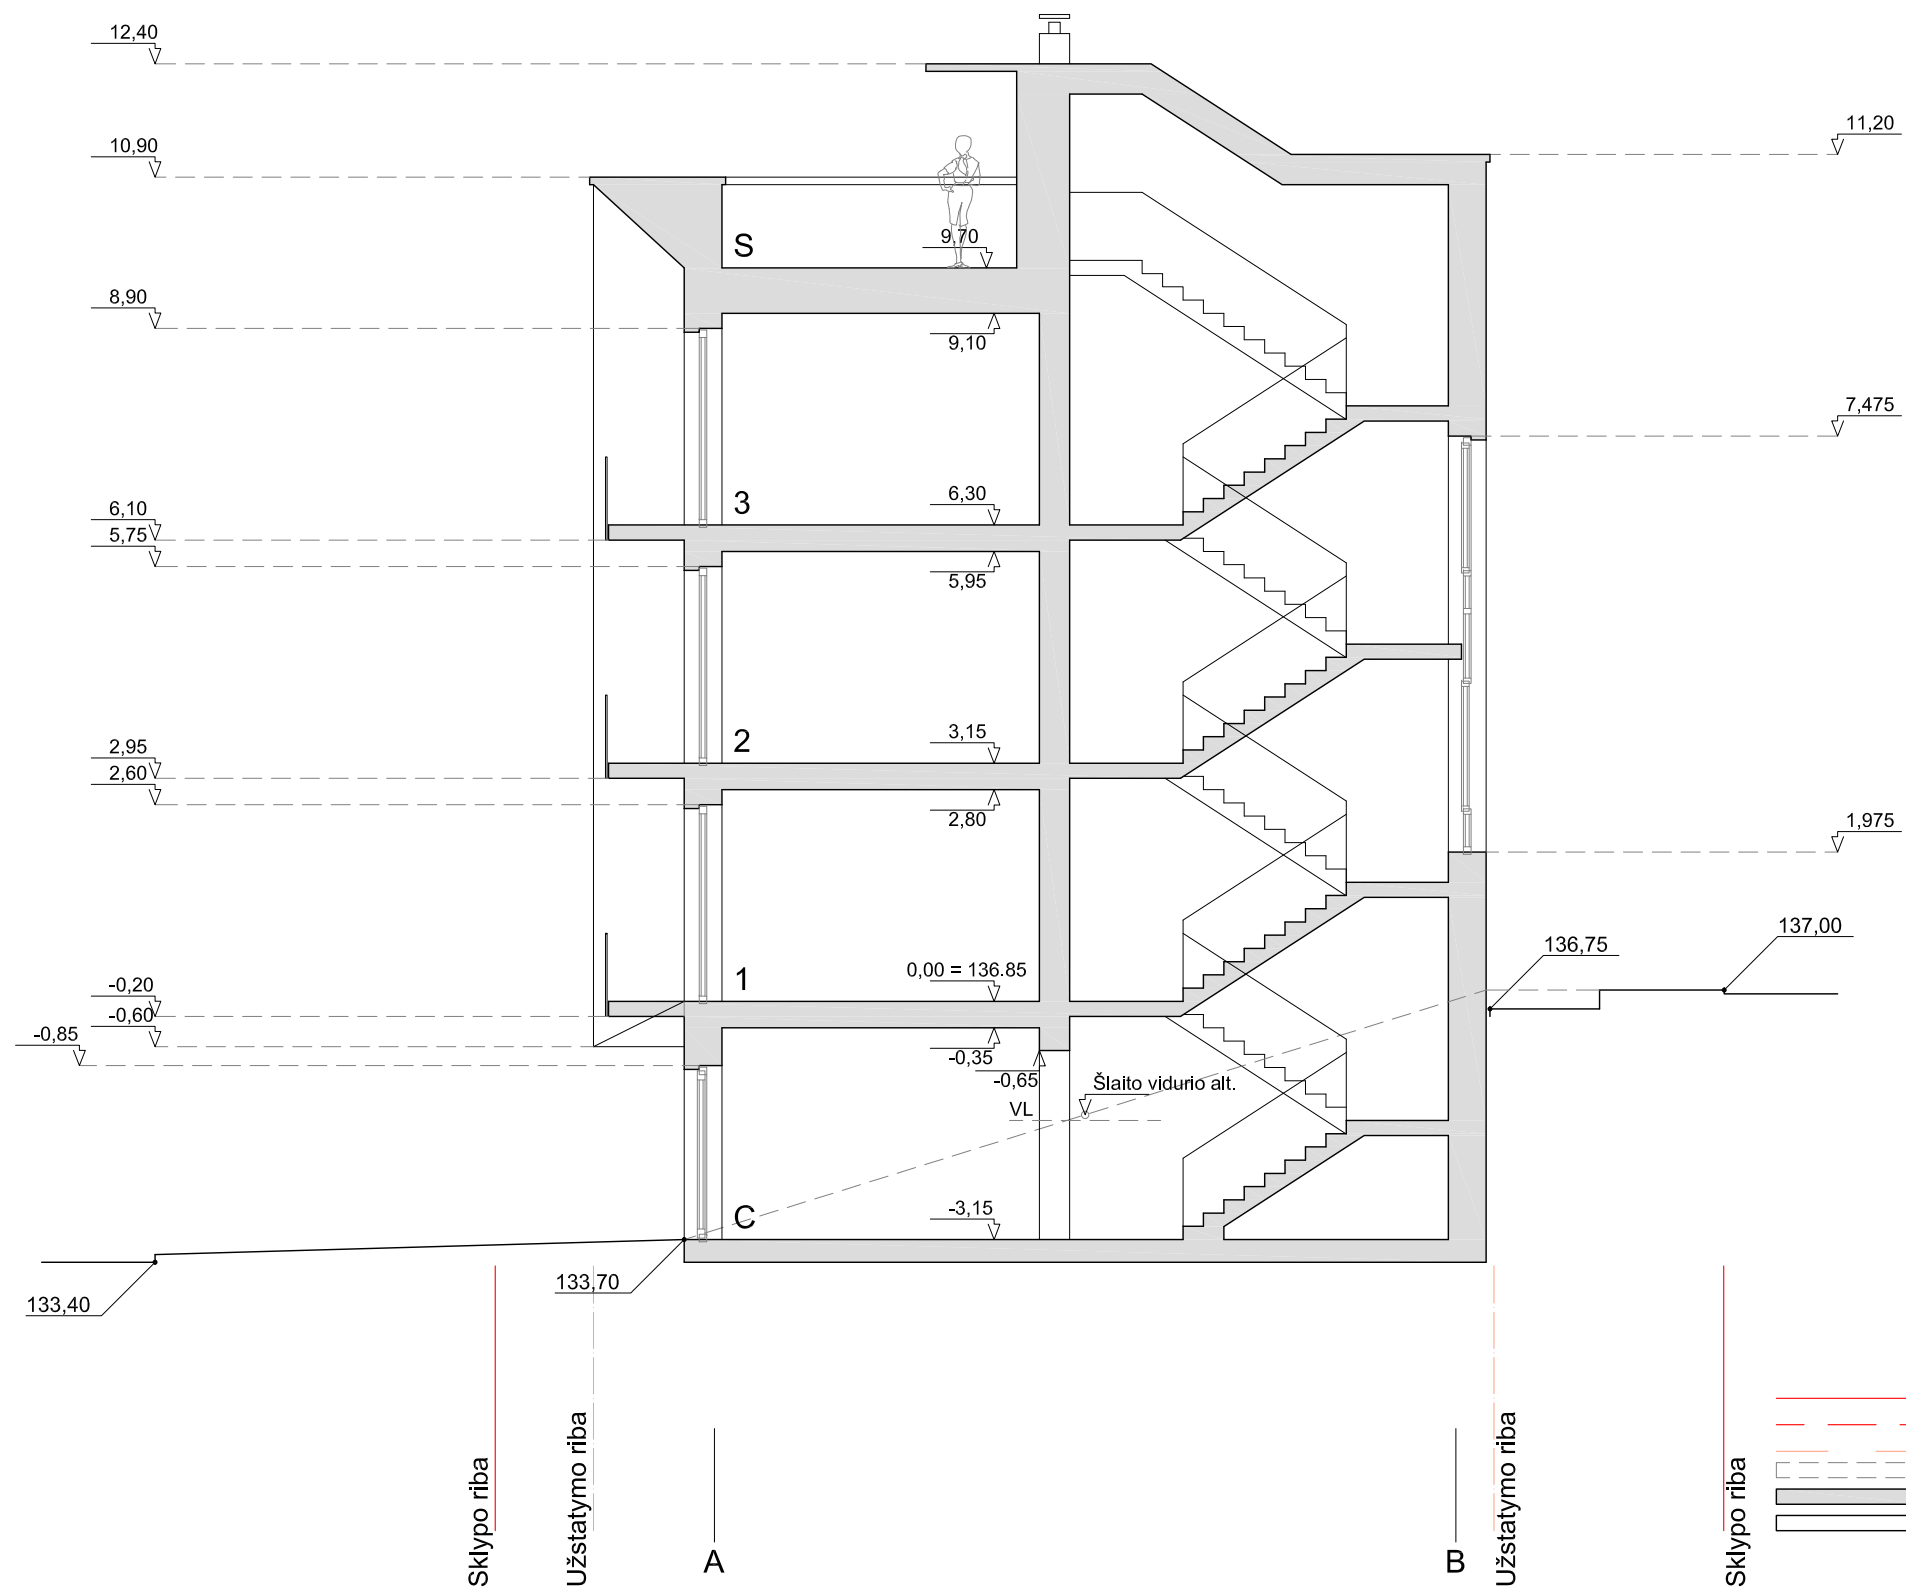 12,40
11,20
10,90
9,70
S
8,90
9,10
7,475
6,30
3
6,10
5,75
5,95
3,15
2
2,95
2,60
2,80
1,975
137,00
136,75
0,00 = 136.85
1
-0,20
-0,60
-0,85
-0,35
-0,65
Šlaito vidurio alt.
VL
-3,15
C
133,70
133,40
Sklypo riba
Užstatymo riba
A
B
Užstatymo riba
Sklypo riba